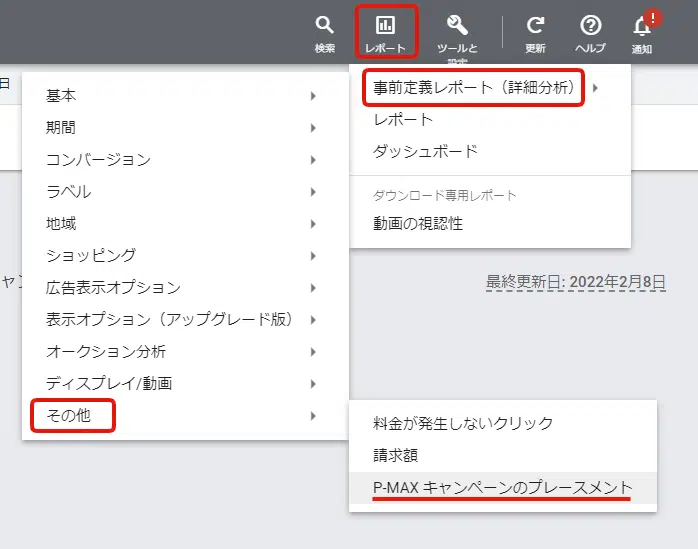 検索
レポート
ツールと
設定
更新
ヘルプ
!
通知
日
基本
期間
コンバージョン
ラベル
地域
ショッピング
広告表示オプション
表示オプション（アップグレード版）
オークション分析
ディスプレイ/動画
その他
事前定義レポート（詳細分析）
レポート
ダッシュボード
ダウンロード専用レポート
動画の視認性
ャン
最終更新日: 2022年2月8日
料金が発生しないクリック
請求額
P-MAX キャンペーンのプレースメント